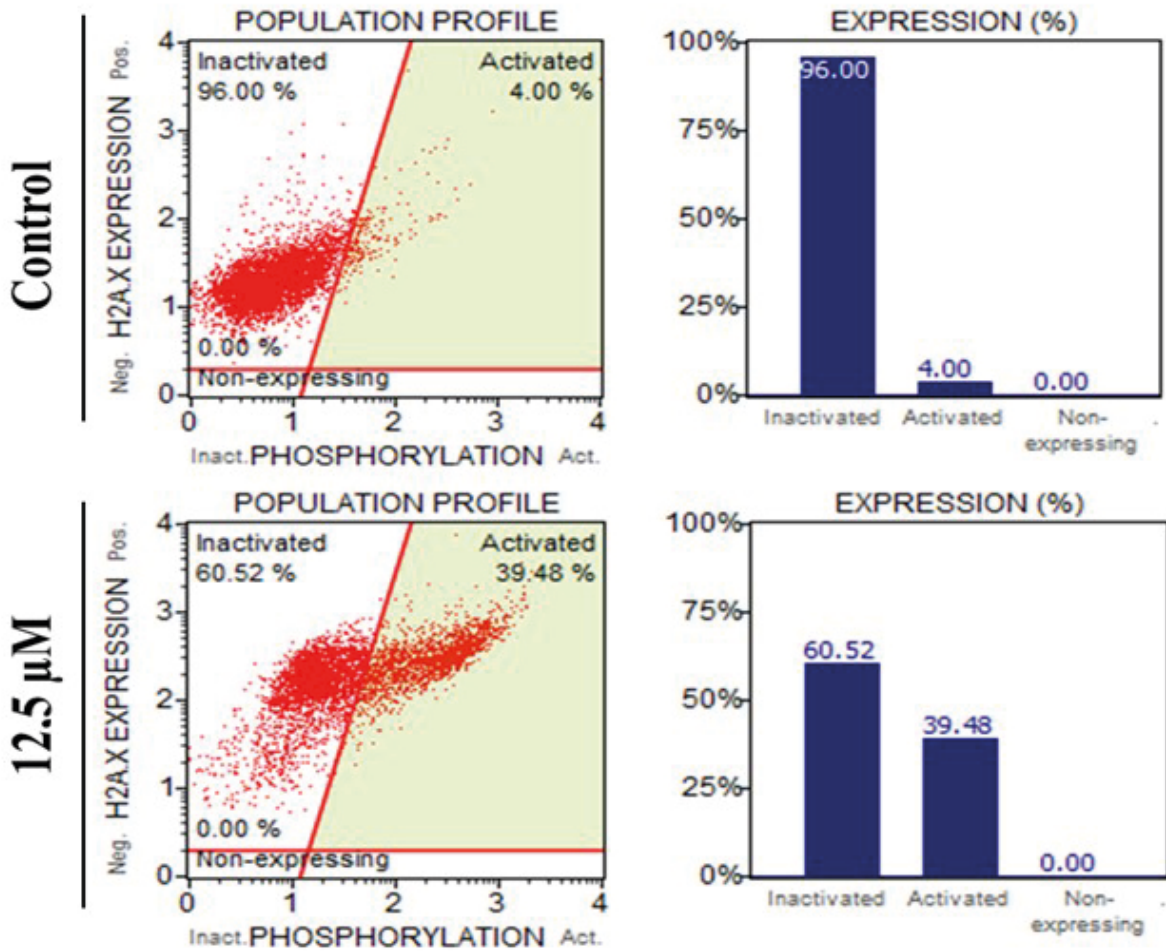 Control
POPULATION PROFILE
Inactivated
96.00 %
Activated
4.00 %
0.00 %
Non-expressing
Neg. H2A.X EXPRESSION Pos.
4
3
2
1
0
0 1 2 3 4
Inact. PHOSPHORYLATION Act.
EXPRESSION (%)
100%
75%
50%
25%
0%
96.00
4.00
0.00
Inactivated Activated Non-
expressing
.
12.5 µM
POPULATION PROFILE
Inactivated
60.52 %
Activated
39.48 %
0.00 %
Non-expressing
Neg. H2A.X EXPRESSION Pos.
4
3
2
1
0
0 1 2 3 4
Inact. PHOSPHORYLATION Act.
EXPRESSION (%)
100%
75%
50%
25%
0%
60.52
39.48
0.00
Inactivated Activated Non-
expressing
.